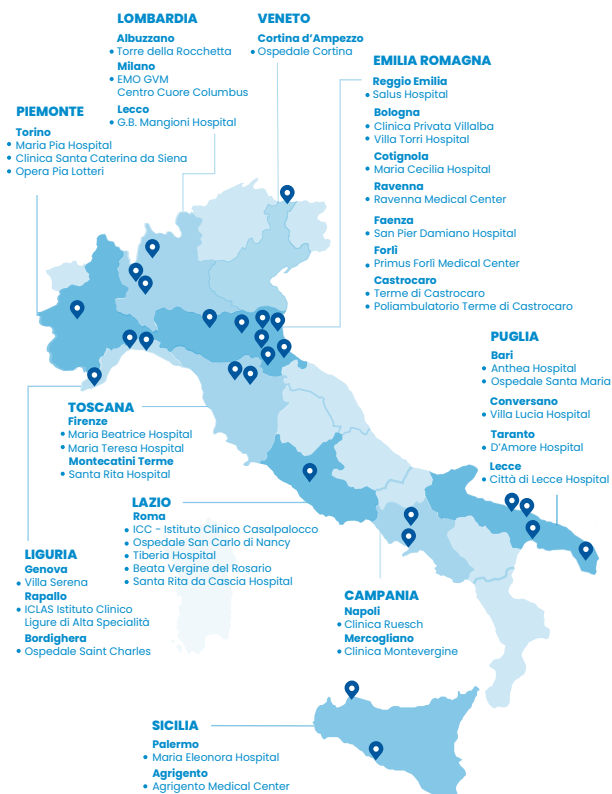 LOMBARDIA
Albuzzano
• Torre della Rocchetta
Milano
• EMO GVM
Centro Cuore Columbus
Lecco
• G.B. Mangioni Hospital
VENETO
Cortina d’Ampezzo
• Ospedale Cortina
EMILIA ROMAGNA
Reggio Emilia
• Salus Hospital
Bologna
• Clinica Privata Villalba
• Villa Torri Hospital
Cotignola
• Maria Cecilia Hospital
Ravenna
• Ravenna Medical Center
Faenza
• San Pier Damiano Hospital
Forlì
• Primus Forlì Medical Center
Castrocaro
• Terme di Castrocaro
• Poliambulatorio Terme di Castrocaro
PIEMONTE
Torino
• Maria Pia Hospital
• Clinica Santa Caterina da Siena
• Opera Pia Lotteri
PUGLIA
Bari
• Anthea Hospital
• Ospedale Santa Maria
Conversano
• Villa Lucia Hospital
Taranto
• D’Amore Hospital
Lecce
• Città di Lecce Hospital
TOSCANA
Firenze
• Maria Beatrice Hospital
• Maria Teresa Hospital
Montecatini Terme
• Santa Rita Hospital
LAZIO
Roma
• ICC - Istituto Clinico Casalpalocco
• Ospedale San Carlo di Nancy
• Tiberia Hospital
• Beata Vergine del Rosario
• Santa Rita da Cascia Hospital
LIGURIA
Genova
• Villa Serena
Rapallo
• ICLAS Istituto Clinico
Ligure di Alta Specialità
Bordighera
• Ospedale Saint Charles
CAMPANIA
Napoli
• Clinica Ruesch
Mercogliano
• Clinica Montevergine
SICILIA
Palermo
• Maria Eleonora Hospital
Agrigento
• Agrigento Medical Center